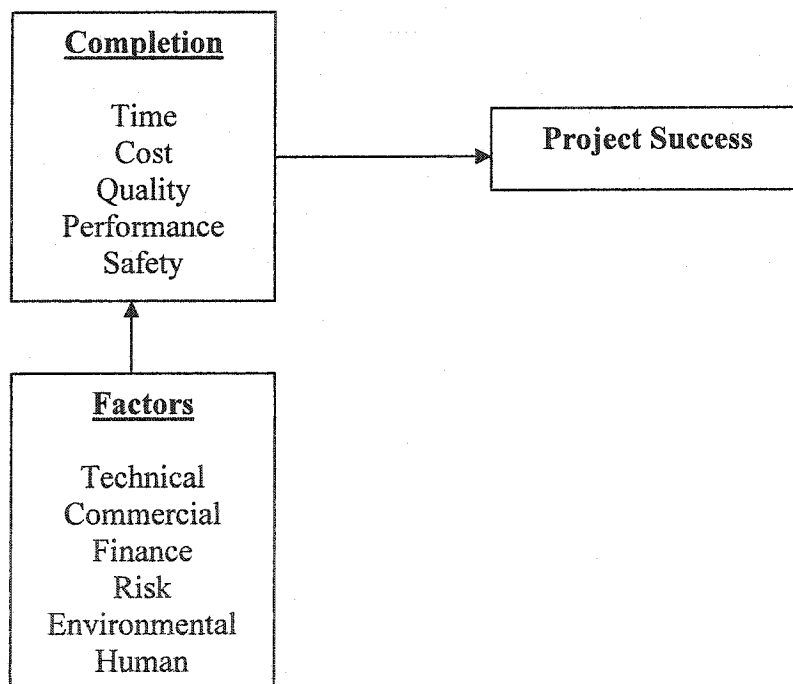 Completion
Time
Cost
Quality
Performance
Safety
Project Success
Factors
Technical
Commercial
Finance
Risk
Environmental
Human